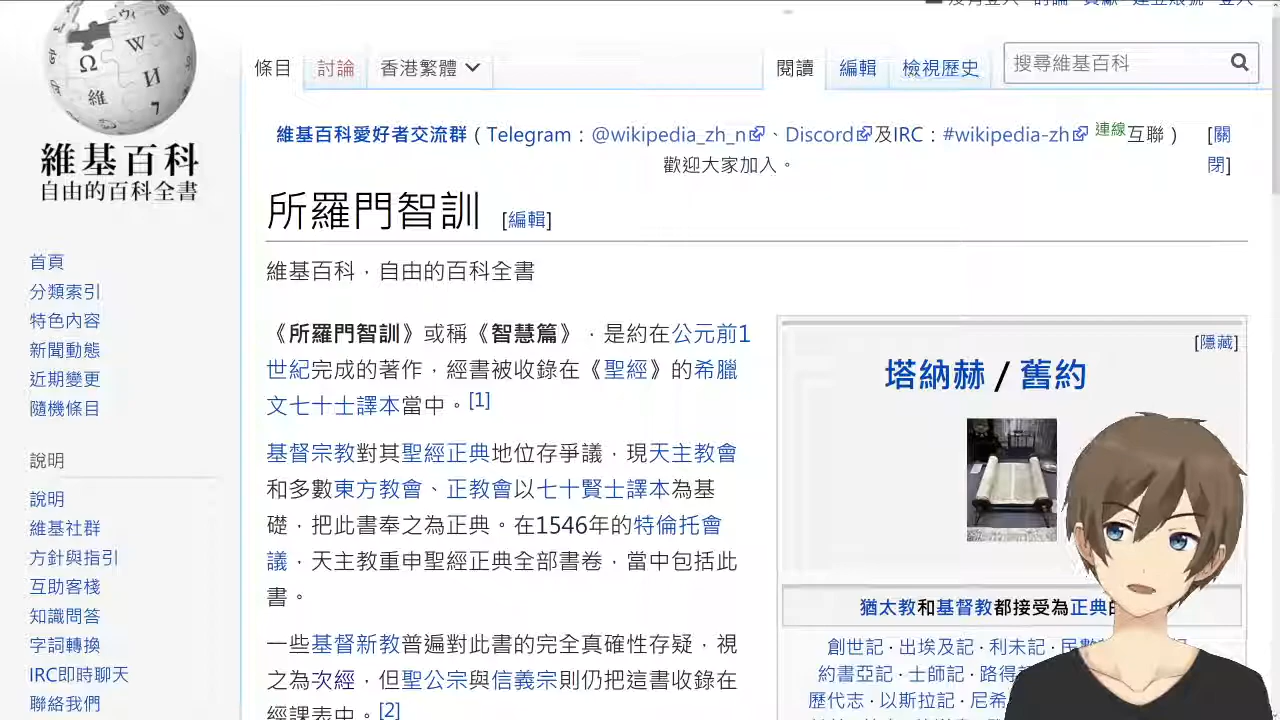 討論 貢獻 建立賬號 登入
條目 討論 香港繁體 閱讀 編輯 檢視歷史 搜尋維基百科
維基百科
自由的百科全書
首頁
分類索引
特色內容
新聞動態
近期變更
隨機條目
說明
說明
維基社群
方針與指引
互助客棧
知識問答
字詞轉換
IRC即時聊天
聯絡我們
維基百科愛好者交流群（Telegram：@wikipedia_zh_n、Discord及IRC：#wikipedia-zh連線互聯）
歡迎大家加入。
[關
閉]
所羅門智訓 [編輯]
維基百科，自由的百科全書
《所羅門智訓》或稱《智慧篇》，是約在公元前1
世紀完成的著作，經書被收錄在《聖經》的希臘
文七十士譯本當中。[1]
基督宗教對其聖經正典地位存爭議，現天主教會
和多數東方教會、正教會以七十賢士譯本為基
礎，把此書奉之為正典。在1546年的特倫托會
議，天主教重申聖經正典全部書卷，當中包括此
書。
一些基督新教普遍對此書的完全真確性存疑，視
之為次經，但聖公宗與信義宗則仍把這書收錄在
經課表中。[2]
[隱藏]
塔納赫 / 舊約
猶太教和基督教都接受為正典
創世記 · 出埃及記 · 利未記 ·
約書亞記 · 士師記 · 路得
歷代志 · 以斯拉記 · 尼希